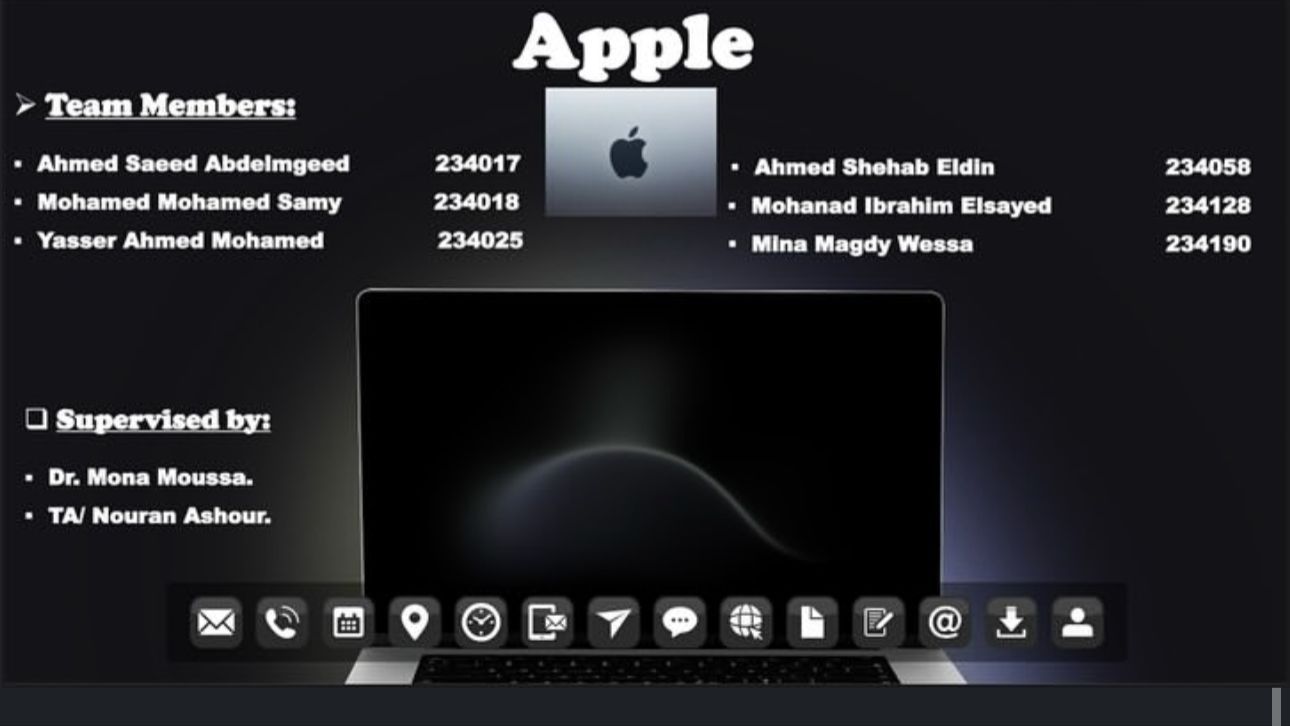 Apple
➢ Team Members:
▪ Ahmed Saeed Abdelmgeed 234017
▪ Mohamed Mohamed Samy 234018
▪ Yasser Ahmed Mohamed 234025
▪ Ahmed Shehab Eldin 234058
▪ Mohanad Ibrahim Elsayed 234128
▪ Mina Magdy Wessa 234190
❑ Supervised by:
▪ Dr. Mona Moussa.
▪ TA/ Nouran Ashour.
@